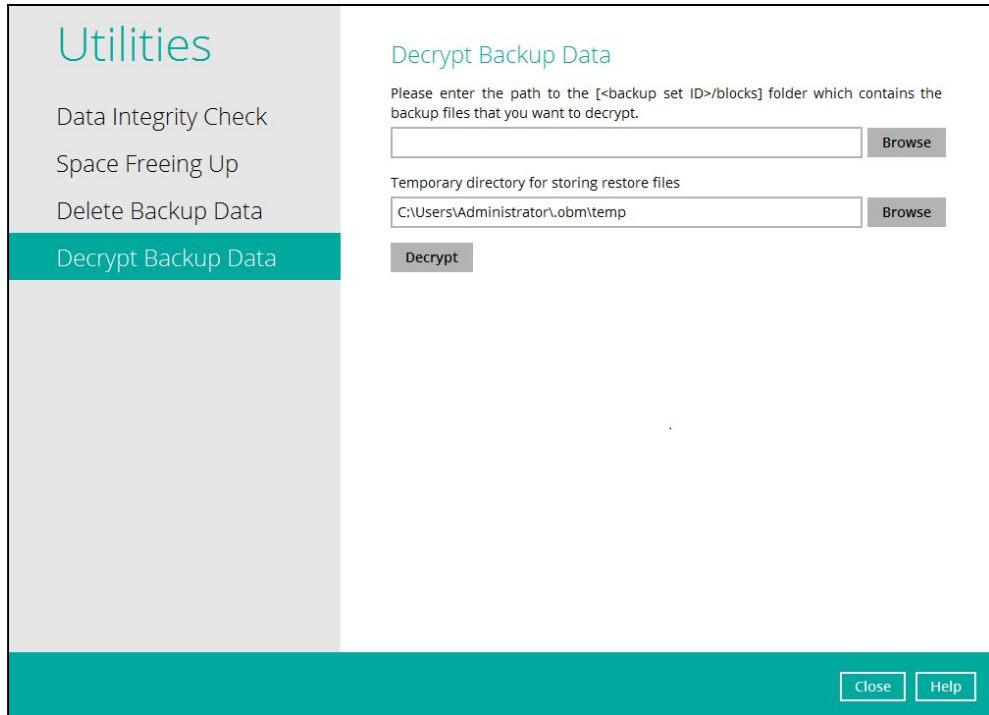 Utilities
Data Integrity Check
Space Freeing Up
Delete Backup Data
Decrypt Backup Data
Decrypt Backup Data
Please enter the path to the [<backup set ID>/blocks] folder which contains the
backup files that you want to decrypt.
Browse
Temporary directory for storing restore files
C:\Users\Administrator\.obm\temp
Browse
Decrypt
Close
Help